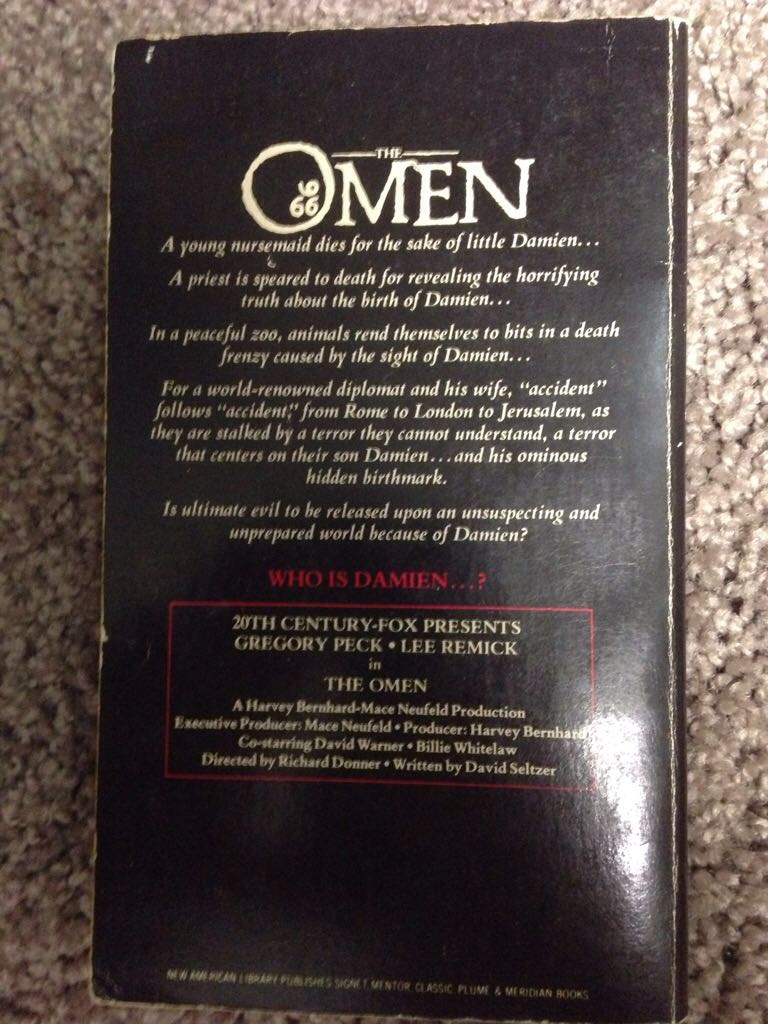 THE
OMEN
666
A young nursemaid dies for the sake of little Damien...
A priest is speared to death for revealing the horrifying
truth about the birth of Damien...
In a peaceful zoo, animals rend themselves to bits in a death
frenzy caused by the sight of Damien...
For a world-renowned diplomat and his wife, “accident”
follows “accident,” from Rome to London to Jerusalem, as
they are stalked by a terror they cannot understand, a terror
that centers on their son Damien...and his ominous
hidden birthmark.
Is ultimate evil to be released upon an unsuspecting and
unprepared world because of Damien?
WHO IS DAMIEN...?
20TH CENTURY-FOX PRESENTS
GREGORY PECK • LEE REMICK
in
THE OMEN
A Harvey Bernhard-Mace Neufeld Production
Executive Producer: Mace Neufeld • Producer: Harvey Bernhard
Co-starring David Warner • Billie Whitelaw
Directed by Richard Donner • Written by David Seltzer
NEW AMERICAN LIBRARY PUBLISHES SIGNET, MENTOR, CLASSIC, PLUME & MERIDIAN BOOKS